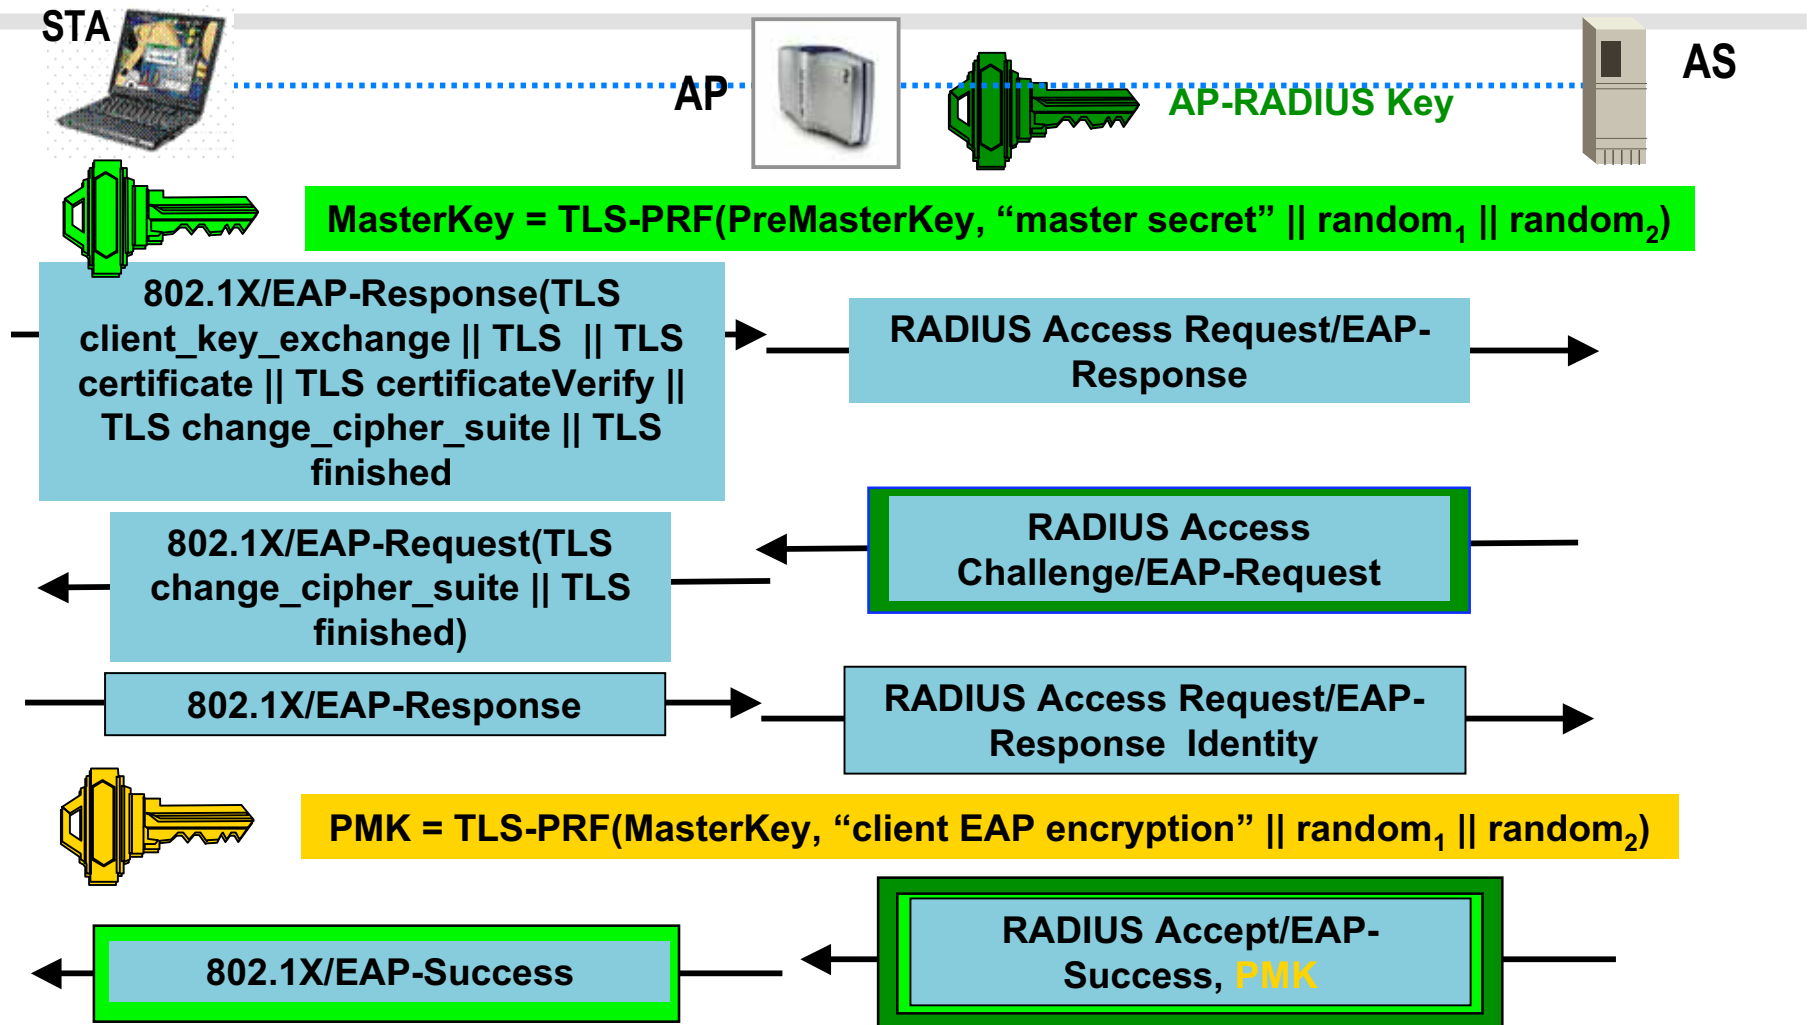 STA
AP
AP-RADIUS Key
AS
MasterKey = TLS-PRF(PreMasterKey, “master secret” || random₁ || random₂)
802.1X/EAP-Response(TLS
client_key_exchange || TLS || TLS
certificate || TLS certificateVerify ||
TLS change_cipher_suite || TLS
finished
RADIUS Access Request/EAP-
Response
RADIUS Access
Challenge/EAP-Request
802.1X/EAP-Request(TLS
change_cipher_suite || TLS
finished)
802.1X/EAP-Response
RADIUS Access Request/EAP-
Response Identity
PMK = TLS-PRF(MasterKey, “client EAP encryption” || random₁ || random₂)
RADIUS Accept/EAP-
Success, PMK
802.1X/EAP-Success